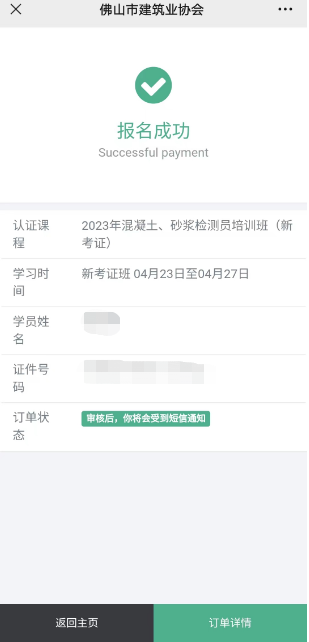 佛山市建筑业协会
报名成功
Successful payment
认证课
程
2023年混凝土、砂浆检测员培训班（新
考证）
学习时
间
新考证班 04月23日至04月27日
学员姓
名
证件号
码
订单状
态
审核后，你将会受到短信通知
返回主页
订单详情